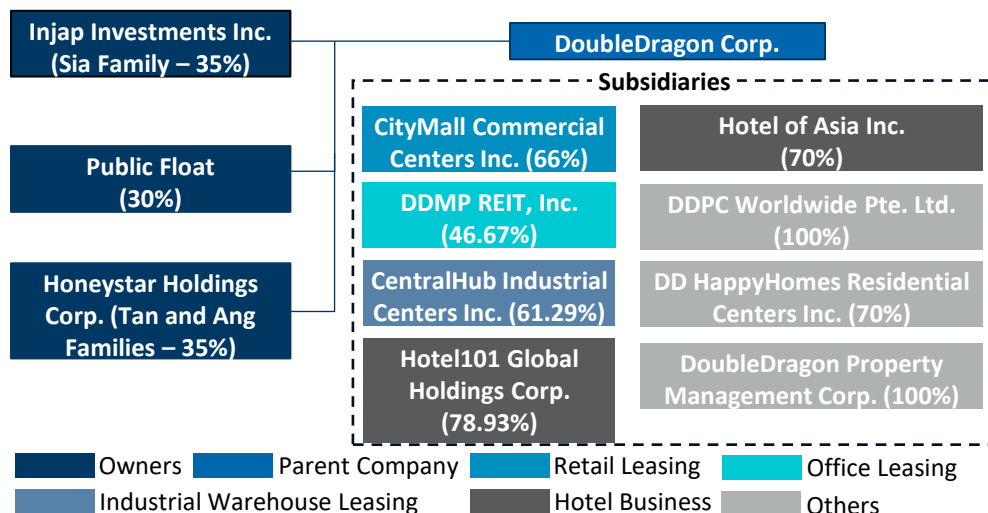 Injap Investments Inc.
(Sia Family – 35%)
DoubleDragon Corp.
Public Float
(30%)
Honeystar Holdings
Corp. (Tan and Ang
Families – 35%)
Subsidiaries
CityMall Commercial
Centers Inc. (66%)
Hotel of Asia Inc.
(70%)
DDMP REIT, Inc.
(46.67%)
DDPC Worldwide Pte. Ltd.
(100%)
CentralHub Industrial
Centers Inc. (61.29%)
DD HappyHomes Residential
Centers Inc. (70%)
Hotel101 Global
Holdings Corp.
(78.93%)
DoubleDragon Property
Management Corp. (100%)
Owners
Parent Company
Retail Leasing
Office Leasing
Industrial Warehouse Leasing
Hotel Business
Others